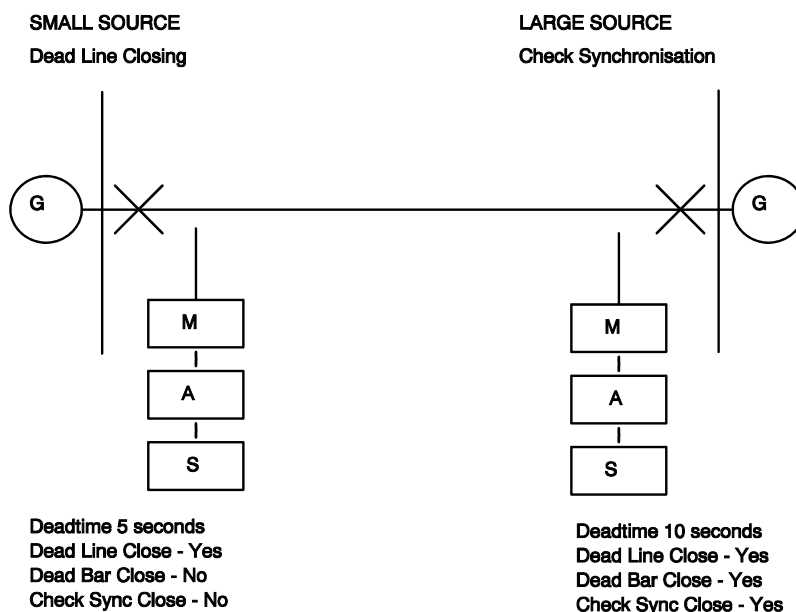 SMALL SOURCE
Dead Line Closing
LARGE SOURCE
Check Synchronisation
G
G
M
A
S
M
A
S
Deadtime 5 seconds
Dead Line Close - Yes
Dead Bar Close - No
Check Sync Close - No
Deadtime 10 seconds
Dead Line Close - Yes
Dead Bar Close - Yes
Check Sync Close - Yes